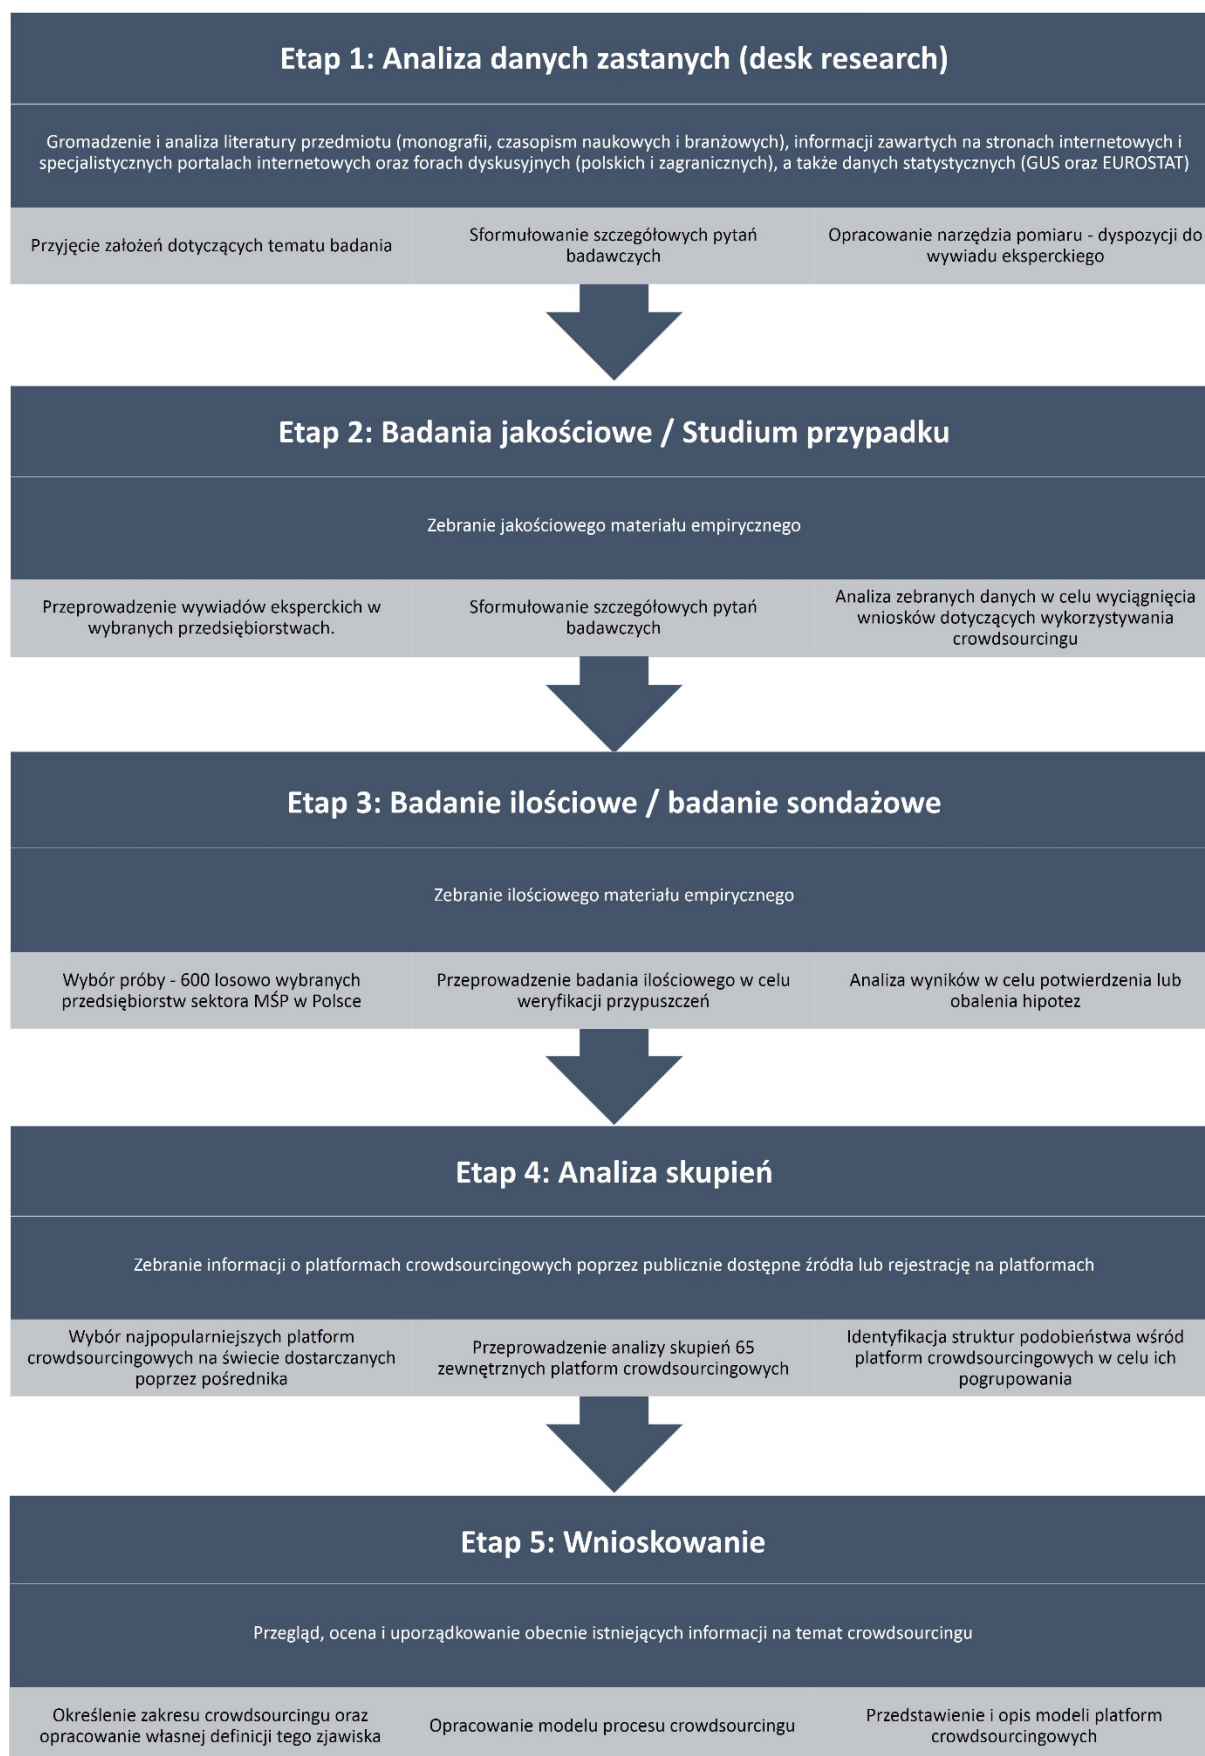 Etap 1: Analiza danych zastanych (desk research)
Gromadzenie i analiza literatury przedmiotu (monografii, czasopism naukowych i branżowych), informacji zawartych na stronach internetowych i
specjalistycznych portalach internetowych oraz forach dyskusyjnych (polskich i zagranicznych), a także danych statystycznych (GUS oraz EUROSTAT)
Przyjęcie założeń dotyczących tematu badania
Sformułowanie szczegółowych pytań
badawczych
Opracowanie narzędzia pomiaru - dyspozycji do
wywiadu eksperckiego
Etap 2: Badania jakościowe / Studium przypadku
Zebranie jakościowego materiału empirycznego
Przeprowadzenie wywiadów eksperckich w
wybranych przedsiębiorstwach.
Sformułowanie szczegółowych pytań
badawczych
Analiza zebranych danych w celu wyciągnięcia
wniosków dotyczących wykorzystywania
crowdsourcingu
Etap 3: Badanie ilościowe / badanie sondażowe
Zebranie ilościowego materiału empirycznego
Wybór próby - 600 losowo wybranych
przedsiębiorstw sektora MŚP w Polsce
Przeprowadzenie badania ilościowego w celu
weryfikacji przypuszczeń
Analiza wyników w celu potwierdzenia lub
obalenia hipotez
Etap 4: Analiza skupień
Zebranie informacji o platformach crowdsourcingowych poprzez publicznie dostępne źródła lub rejestrację na platformach
Wybór najpopularniejszych platform
crowdsourcingowych na świecie dostarczanych
poprzez pośrednika
Przeprowadzenie analizy skupień 65
zewnętrznych platform crowdsourcingowych
Identyfikacja struktur podobieństwa wśród
platform crowdsourcingowych w celu ich
pogrupowania
Etap 5: Wnioskowanie
Przegląd, ocena i uporządkowanie obecnie istniejących informacji na temat crowdsourcingu
Określenie zakresu crowdsourcingu oraz
opracowanie własnej definicji tego zjawiska
Opracowanie modelu procesu crowdsourcingu
Przedstawienie i opis modeli platform
crowdsourcingowych